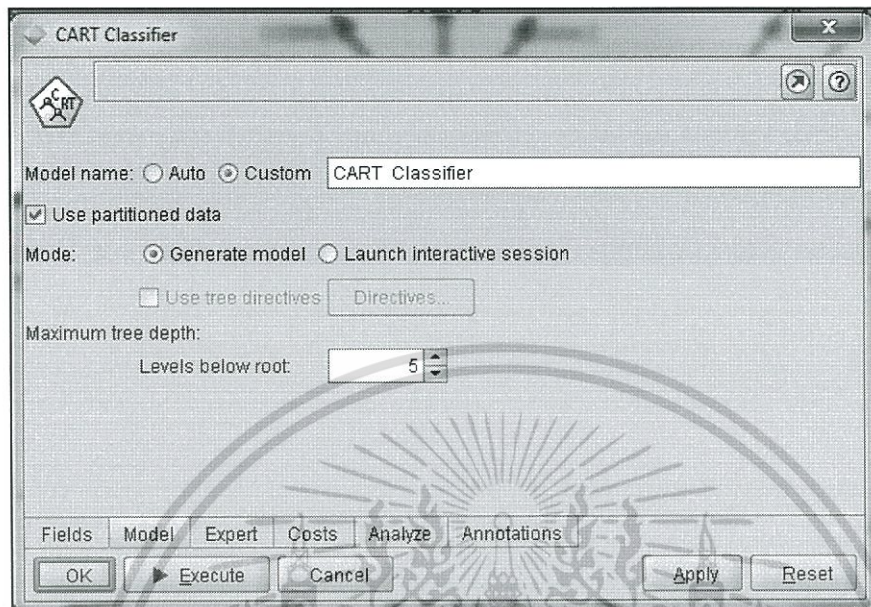 CART Classifier
CRT
Model name: Auto Custom CART Classifier
Use partitioned data
Mode: Generate model Launch interactive session
Use tree directives Directives...
Maximum tree depth:
Levels below root: 5
Fields Model Expert Costs Analyze Annotations
OK Execute Cancel Apply Reset